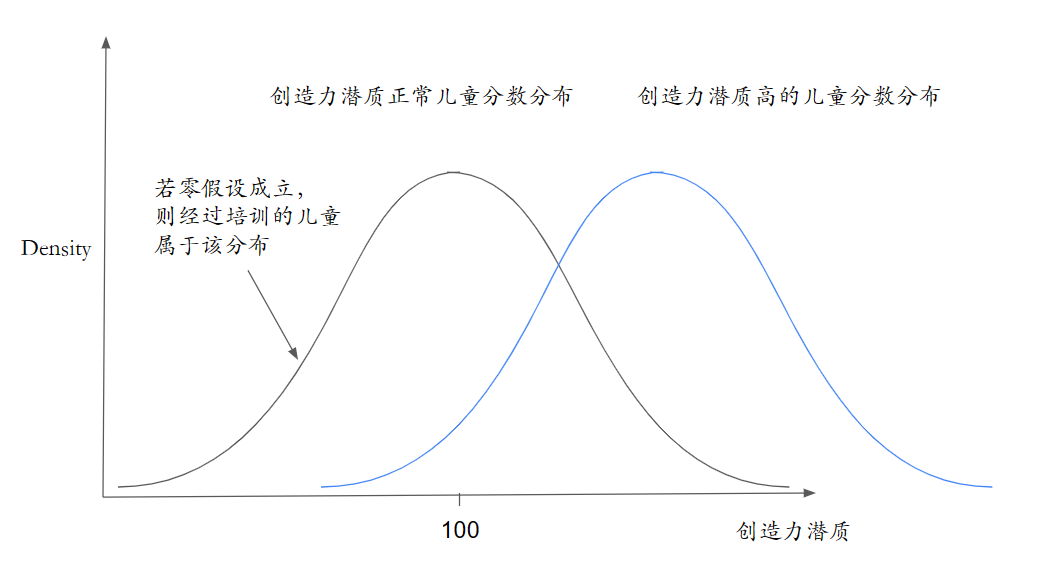 创造力潜质正常儿童分数分布
创造力潜质高的儿童分数分布
若零假设成立，
则经过培训的儿童
属于该分布
Density
100
创造力潜质